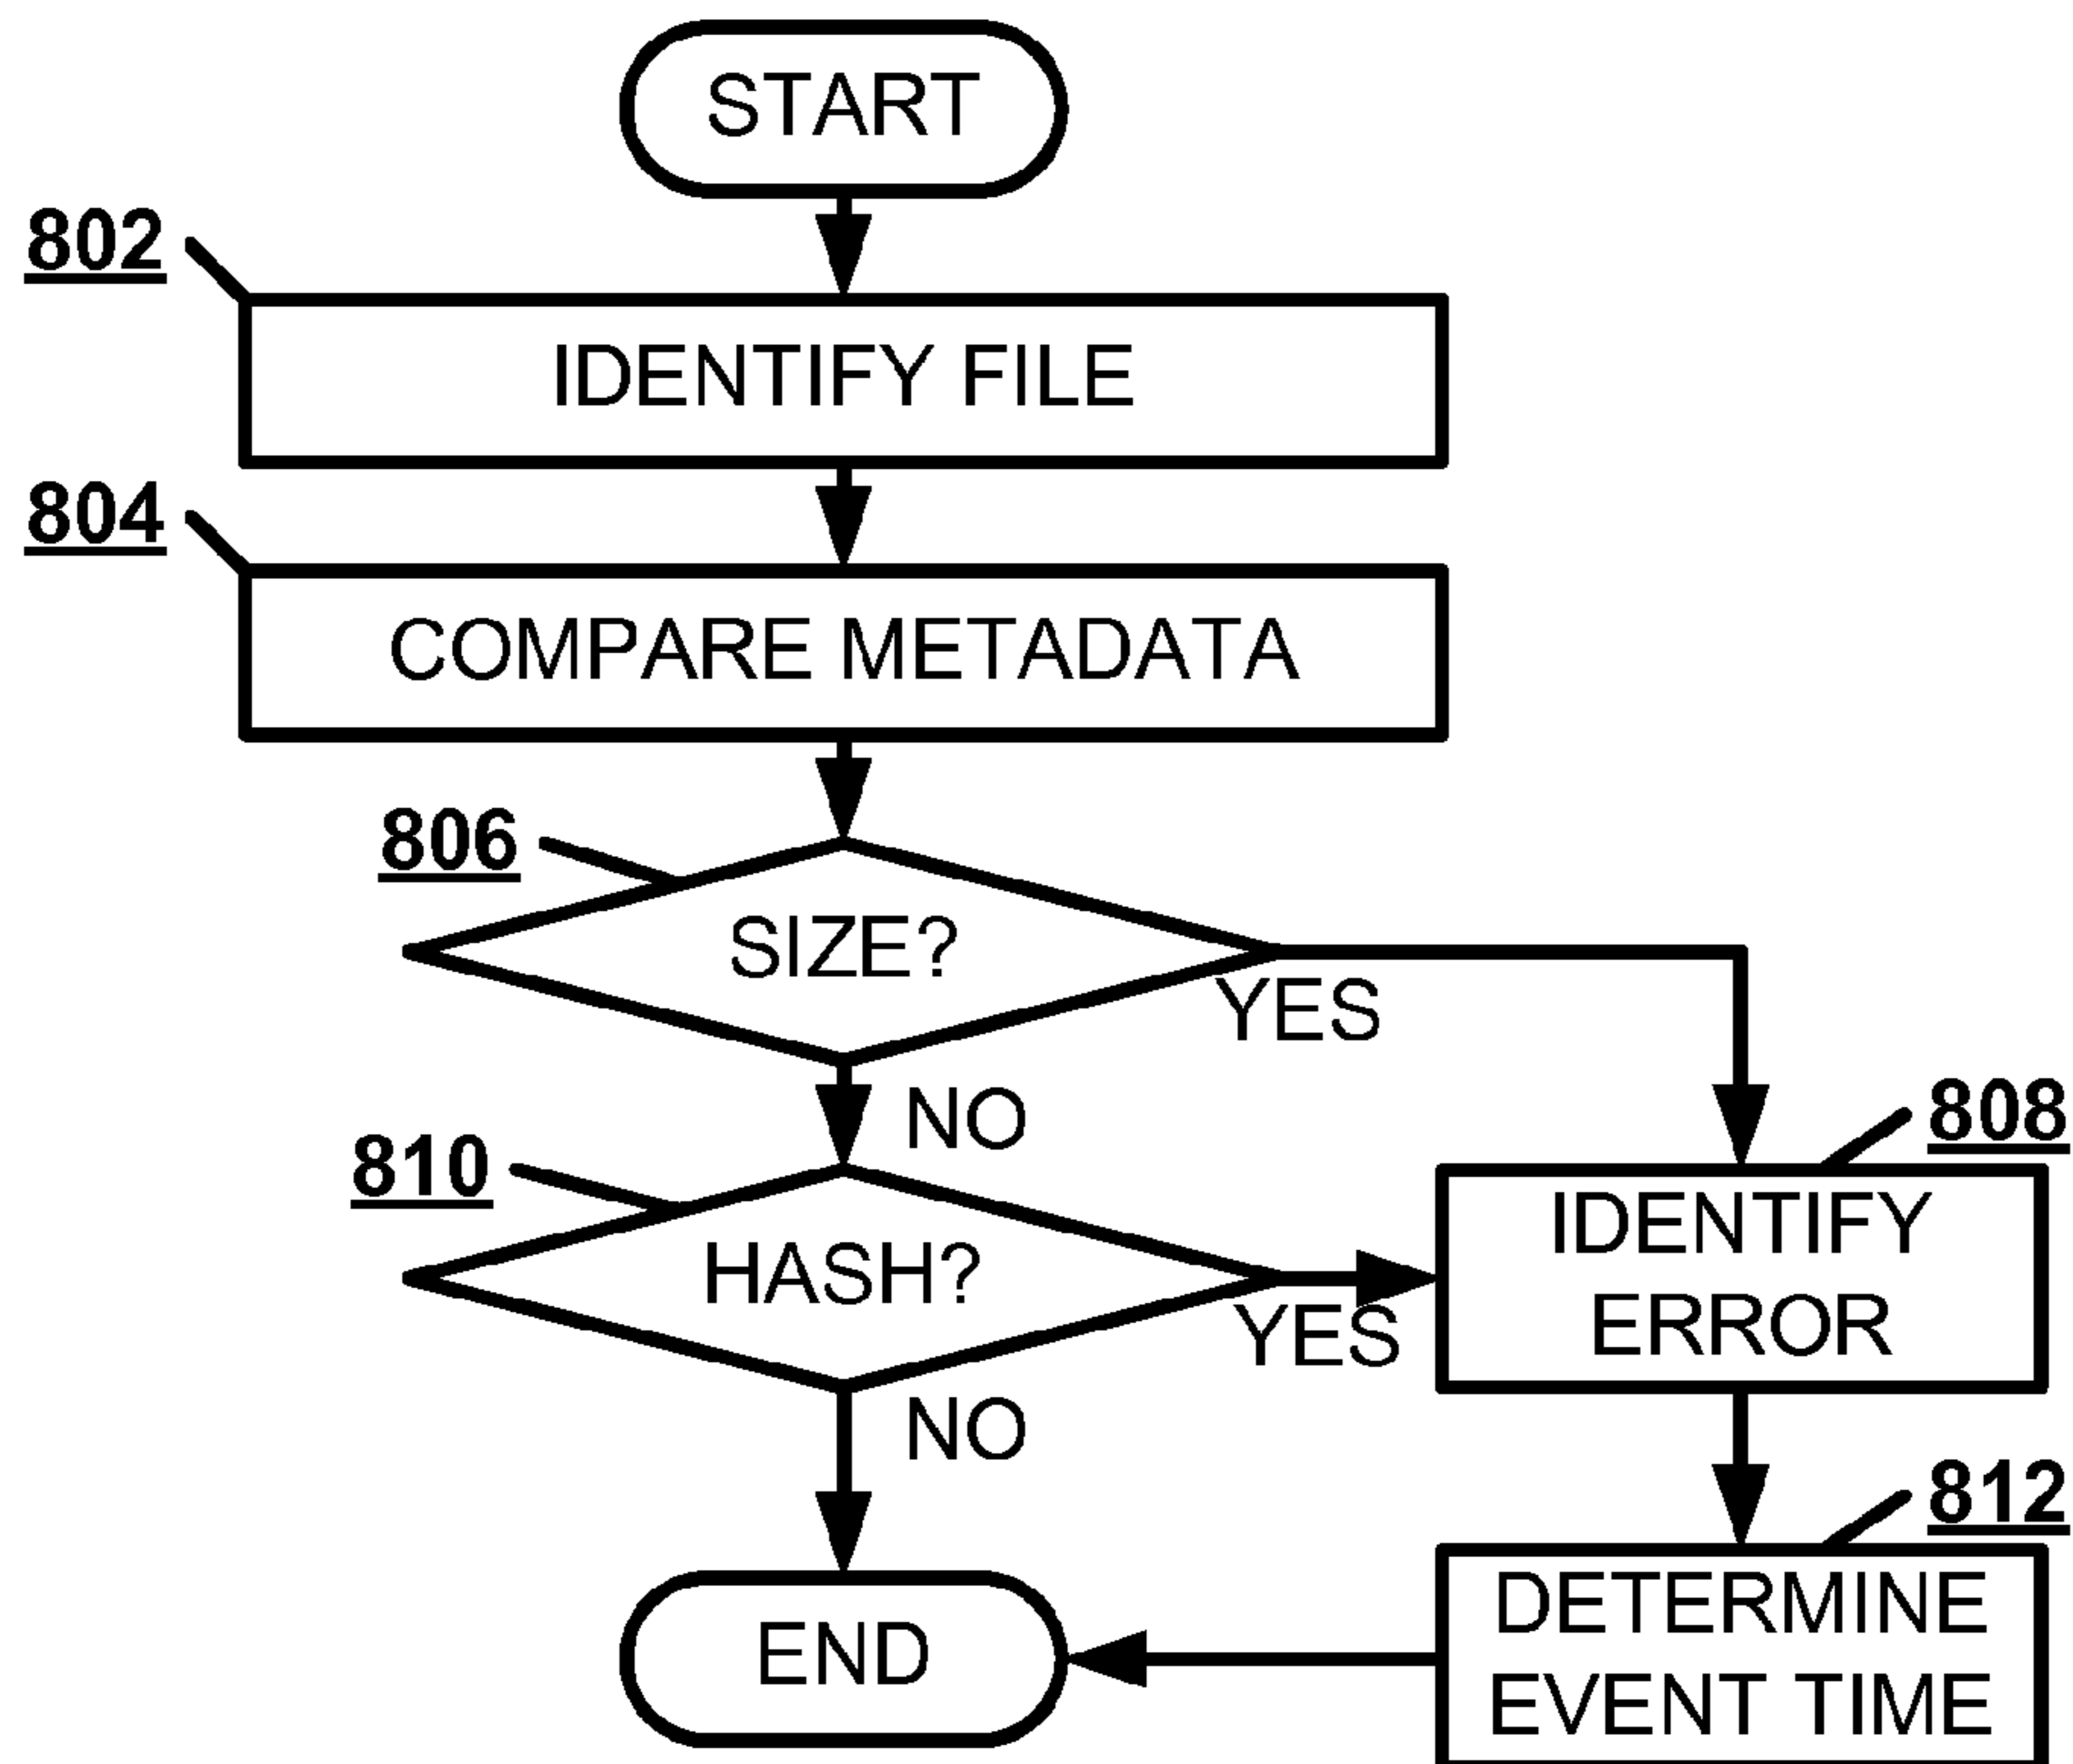 START
802
IDENTIFY FILE
804
COMPARE METADATA
806
SIZE?
YES
NO
808
810
HASH?
YES
IDENTIFY
ERROR
NO
812
DETERMINE
EVENT TIME
END